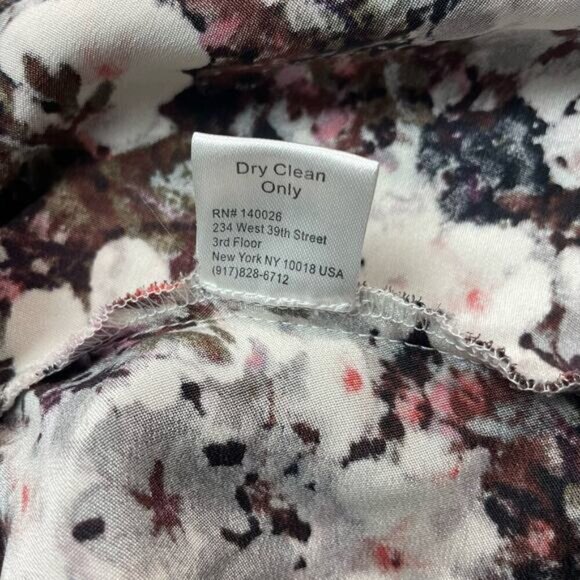 Dry Clean
Only
RN# 140026
234 West 39th Street
3rd Floor
New York NY 10018 USA
(917)828-6712